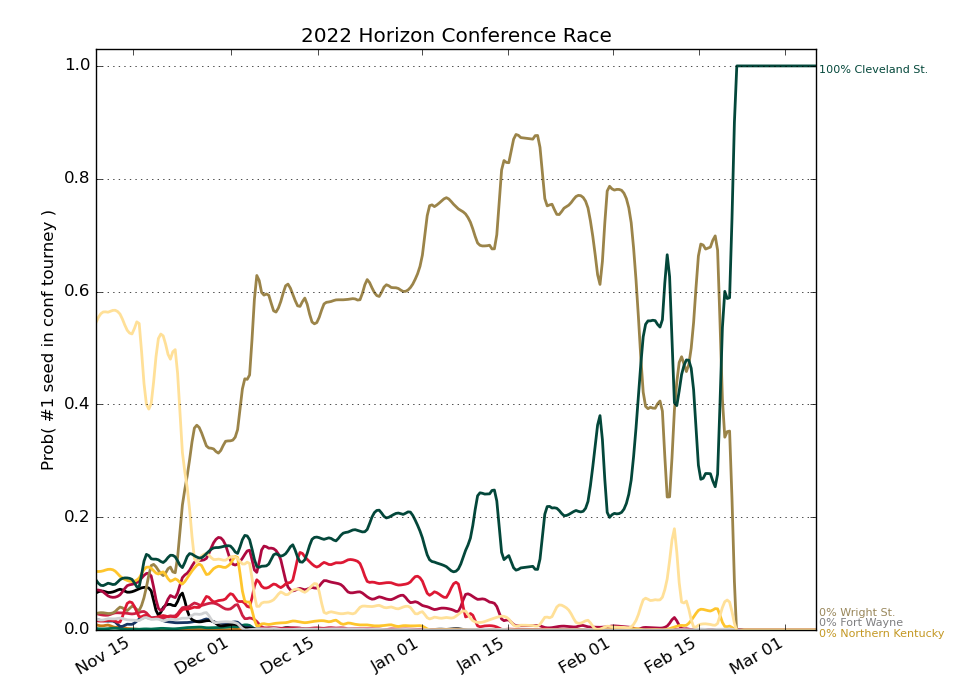 2022 Horizon Conference Race
Prob( #1 seed in conf tourney )
1.0
0.8
0.6
0.4
0.2
0.0
Nov 15
Dec 01
Dec 15
Jan 01
Jan 15
Feb 01
Feb 15
Mar 01
100% Cleveland St.
0% Wright St.
0% Fort Wayne
0% Northern Kentucky